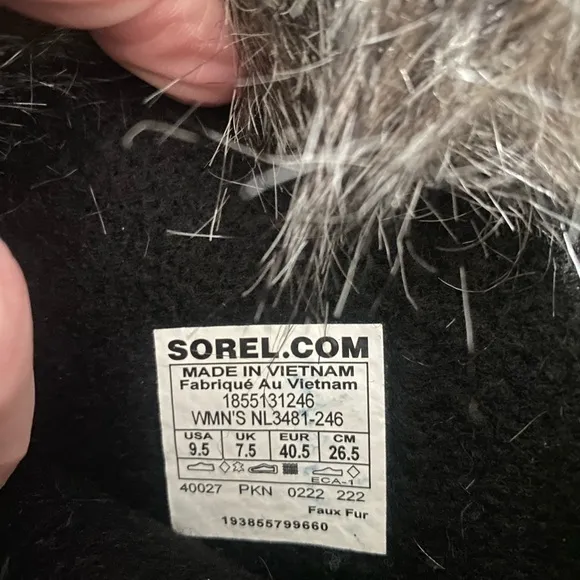 SOREL.COM
MADE IN VIETNAM
Fabriqué Au Vietnam
1855131246
WMN'S NL3481-246
USA UK EUR CM
9.5 7.5 40.5 26.5
ECA-1
40027 PKN 0222 222
Faux Fur
193855799660